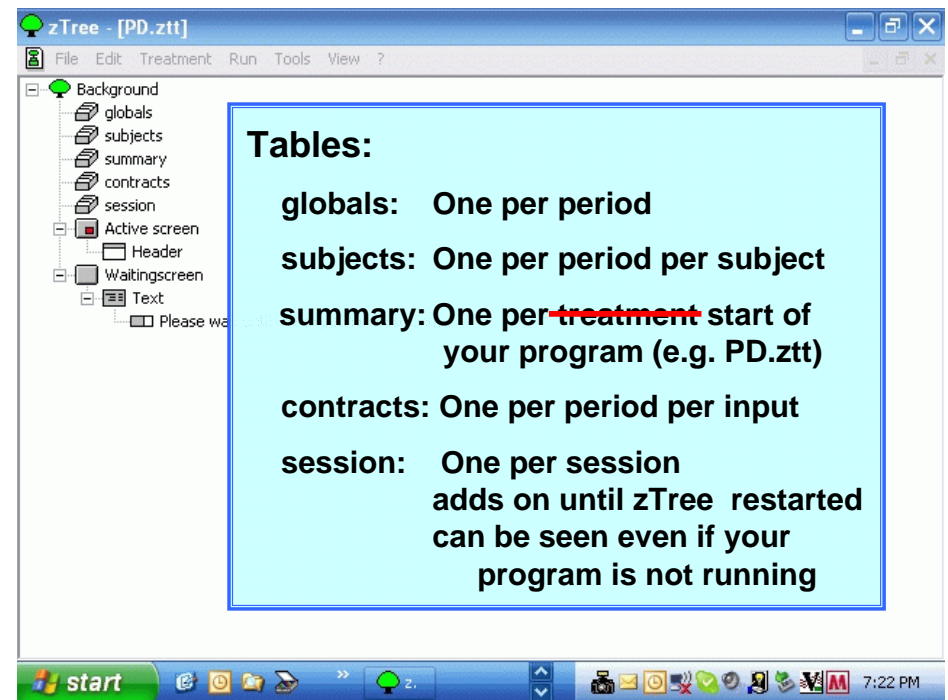 zTree - [PD.ztt]
File Edit Treatment Run Tools View ?
Background
globals
subjects
summary
contracts
session
Active screen
Header
Waitingscreen
Text
Please wa
Tables:
globals: One per period
subjects: One per period per subject
summary: One per treatment start of
your program (e.g. PD.ztt)
contracts: One per period per input
session: One per session
adds on until zTree restarted
can be seen even if your
program is not running
start
z.
7:22 PM